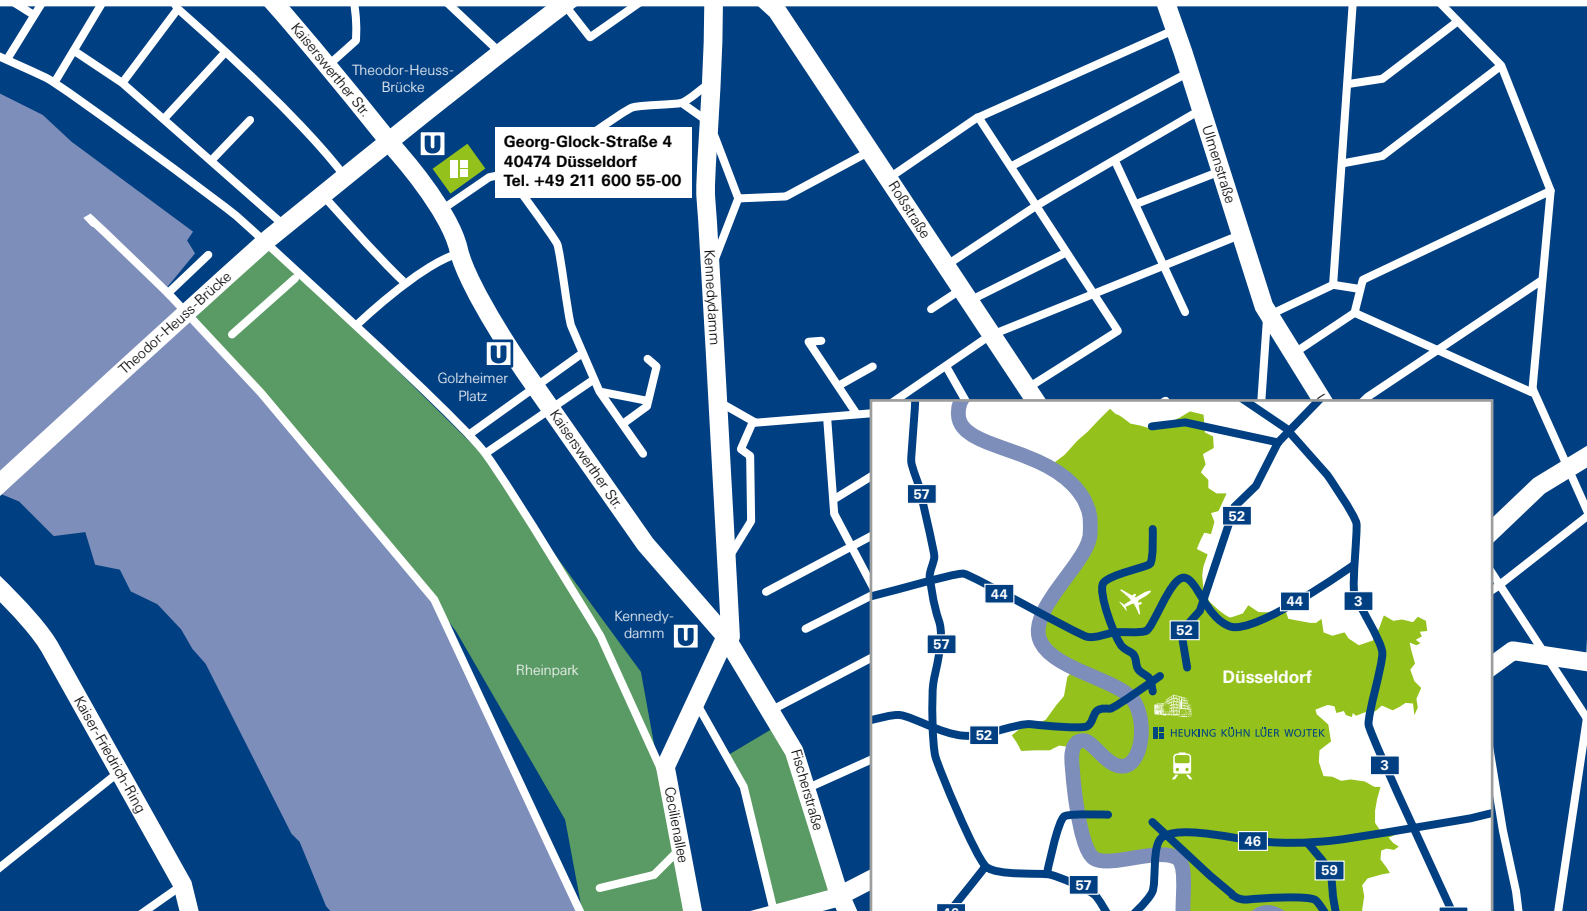 Kaiserswerther Str.
Theodor-Heuss-
Brücke
U
Georg-Glock-Straße 4
40474 Düsseldorf
Tel. +49 211 600 55-00
Roßstraße
Ulmenstraße
Kennedydamm
Theodor-Heuss-Brücke
U
Golzheimer
Platz
Kaiserswerther Str.
Kennedy-
damm
U
Rheinpark
Kaiser-Friedrich-Ring
Cecilienallee
Fischerstraße
57
52
44
44
3
57
52
Düsseldorf
52
HEUKING KÜHN LÜER WOJTEK
3
46
59
57